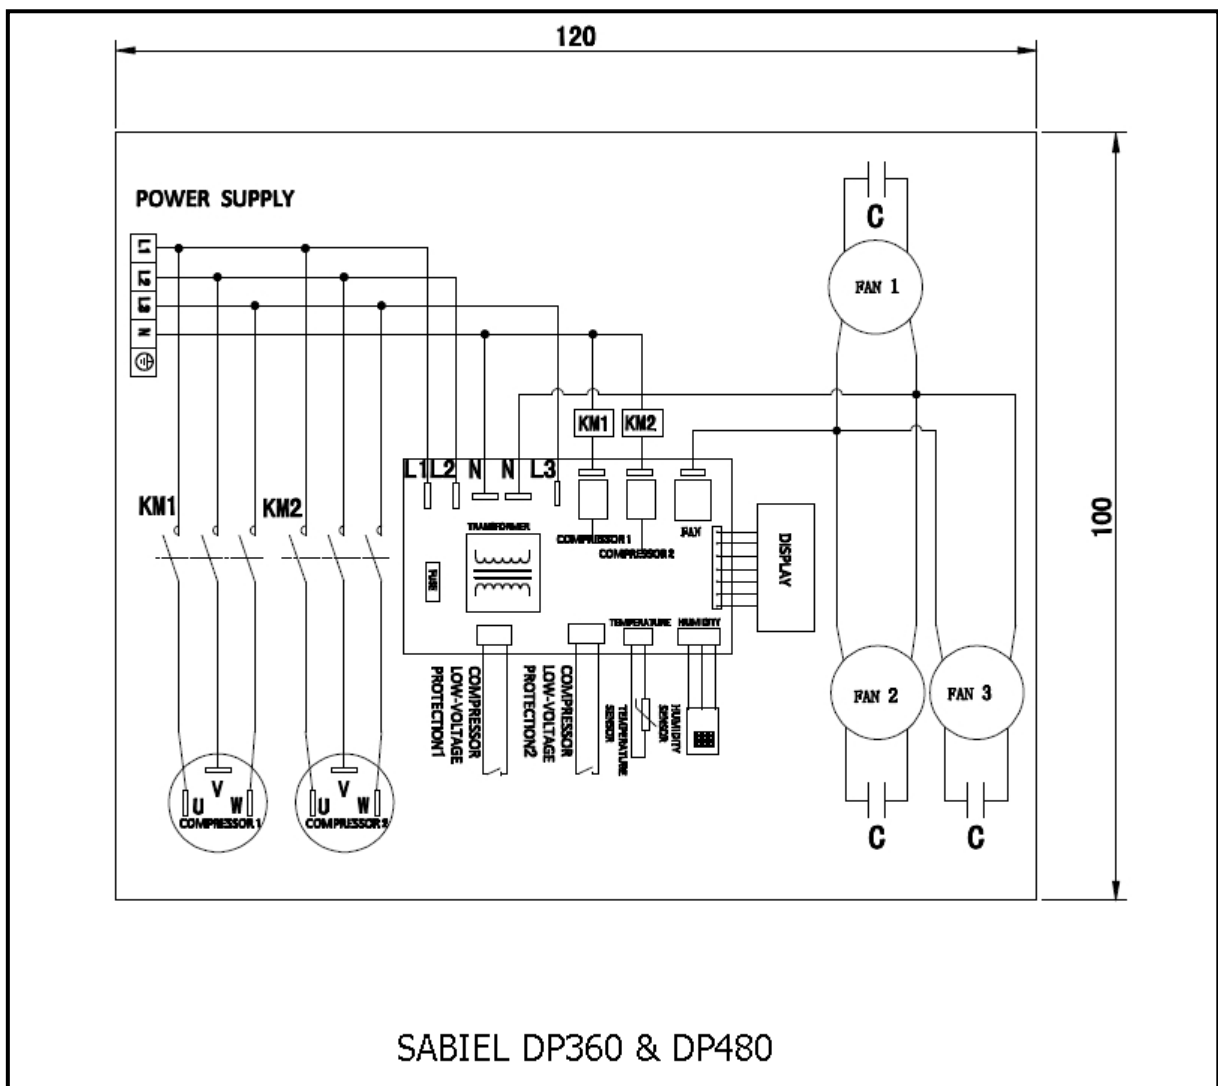 120
POWER SUPPLY
L1
L2
L3
N
C
FAN 1
KM1
KM2
L1
L2
N
N
L3
KM1
KM2
TRANSFORMER
COMPRESSOR 1
COMPRESSOR 2
FAN
FUSE
DISPLAY
100
TEMPERATURE
HUMIDITY
COMPRESSOR
LOW-VOLTAGE
PROTECTION1
COMPRESSOR
LOW-VOLTAGE
PROTECTION2
TEMPERATURE
SENSOR
HUMIDITY
SENSOR
FAN 2
FAN 3
V
U
W
COMPRESSOR 1
V
U
W
COMPRESSOR 2
C
C
SABIEL DP360 & DP480